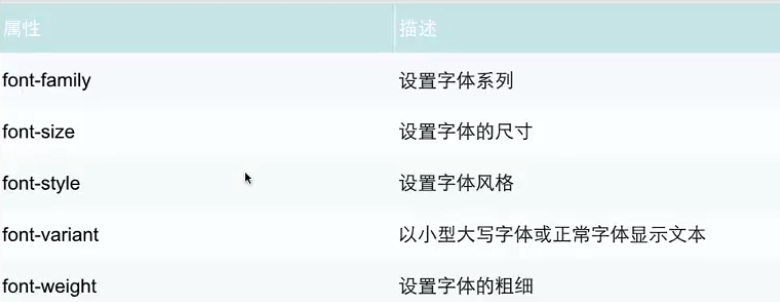 属性 描述
font-family 设置字体系列
font-size 设置字体的尺寸
font-style 设置字体风格
font-variant 以小型大写字体或正常字体显示文本
font-weight 设置字体的粗细